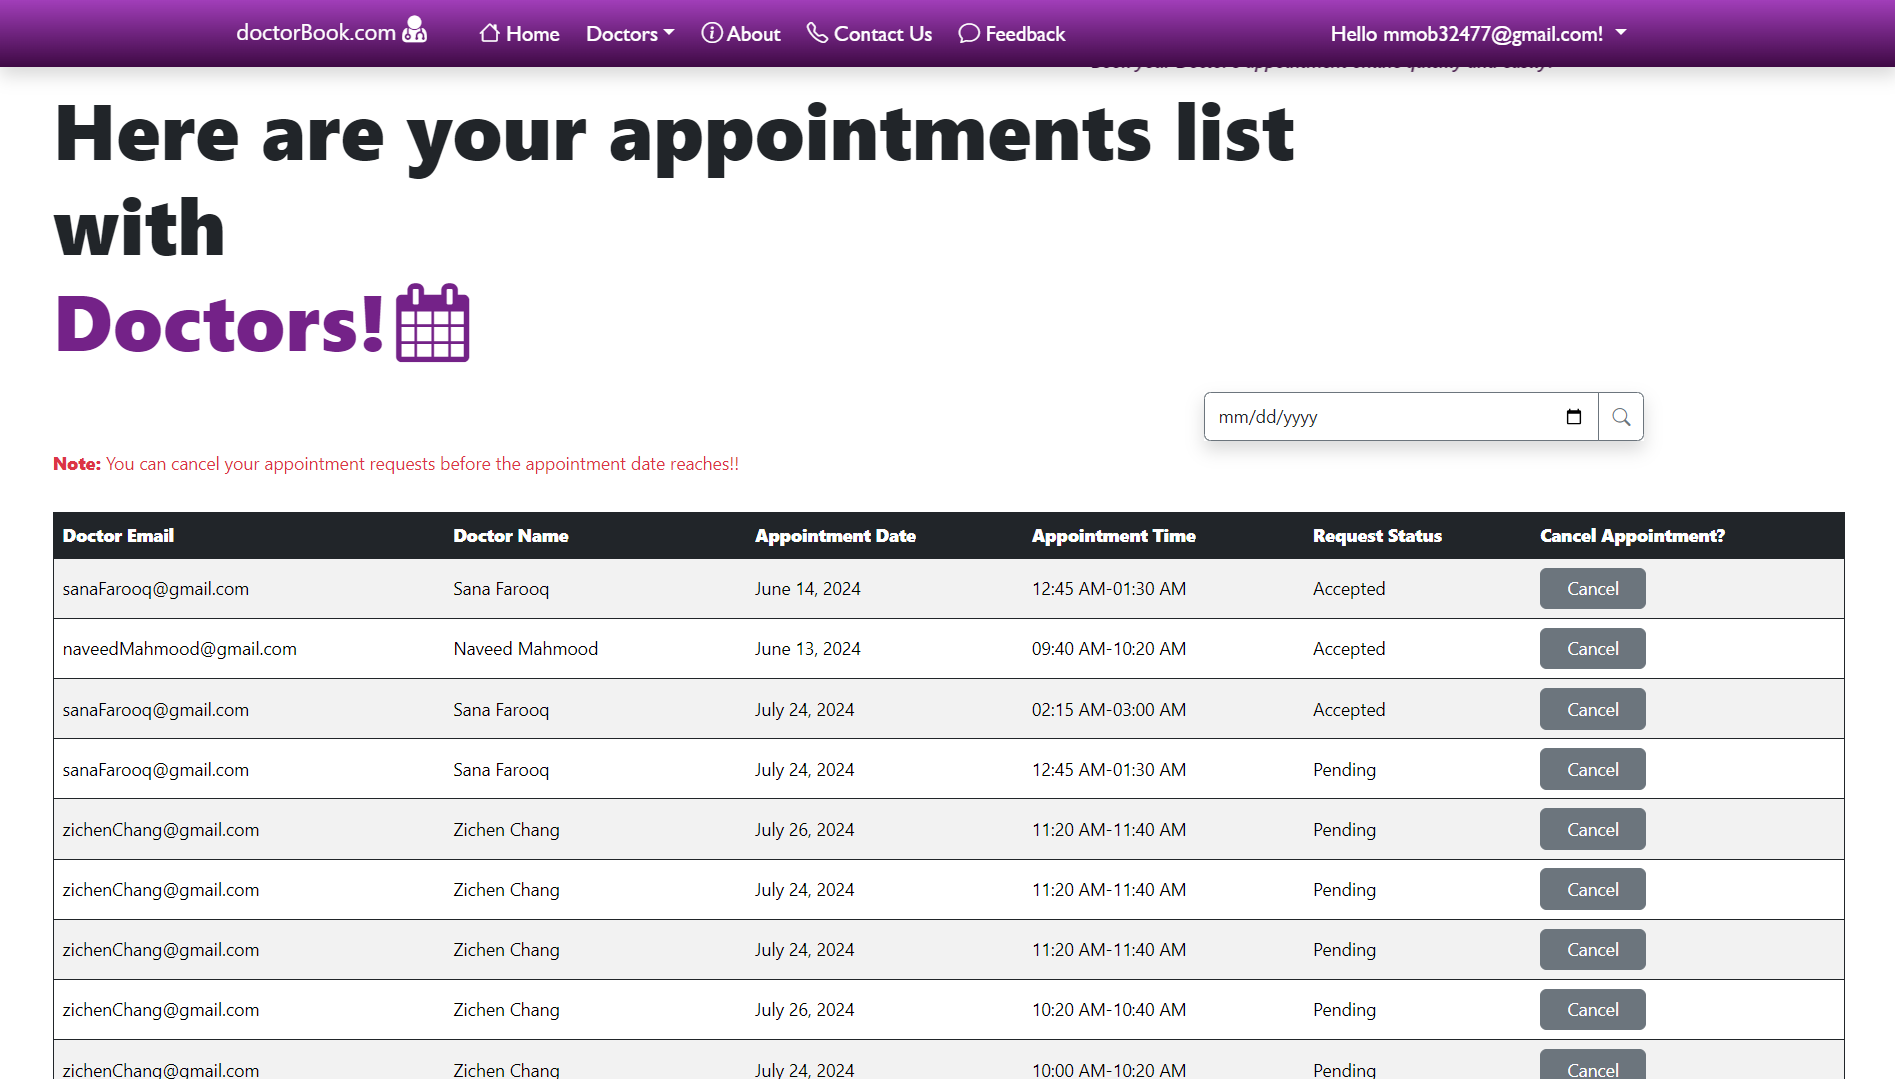 doctorBook.com Home Doctors About Contact Us Feedback Hello mmob32477@gmail.com!
Book your Doctor's appointment online quickly and easily!
Here are your appointments list
with
Doctors!
mm/dd/yyyy
Note: You can cancel your appointment requests before the appointment date reaches!!
Doctor Email Doctor Name Appointment Date Appointment Time Request Status Cancel Appointment?
sanaFarooq@gmail.com Sana Farooq June 14, 2024 12:45 AM-01:30 AM Accepted Cancel
naveedMahmood@gmail.com Naveed Mahmood June 13, 2024 09:40 AM-10:20 AM Accepted Cancel
sanaFarooq@gmail.com Sana Farooq July 24, 2024 02:15 AM-03:00 AM Accepted Cancel
sanaFarooq@gmail.com Sana Farooq July 24, 2024 12:45 AM-01:30 AM Pending Cancel
zichenChang@gmail.com Zichen Chang July 26, 2024 11:20 AM-11:40 AM Pending Cancel
zichenChang@gmail.com Zichen Chang July 24, 2024 11:20 AM-11:40 AM Pending Cancel
zichenChang@gmail.com Zichen Chang July 24, 2024 11:20 AM-11:40 AM Pending Cancel
zichenChang@gmail.com Zichen Chang July 26, 2024 10:20 AM-10:40 AM Pending Cancel
zichenChang@gmail.com Zichen Chang July 24, 2024 10:00 AM-10:20 AM Pending Cancel